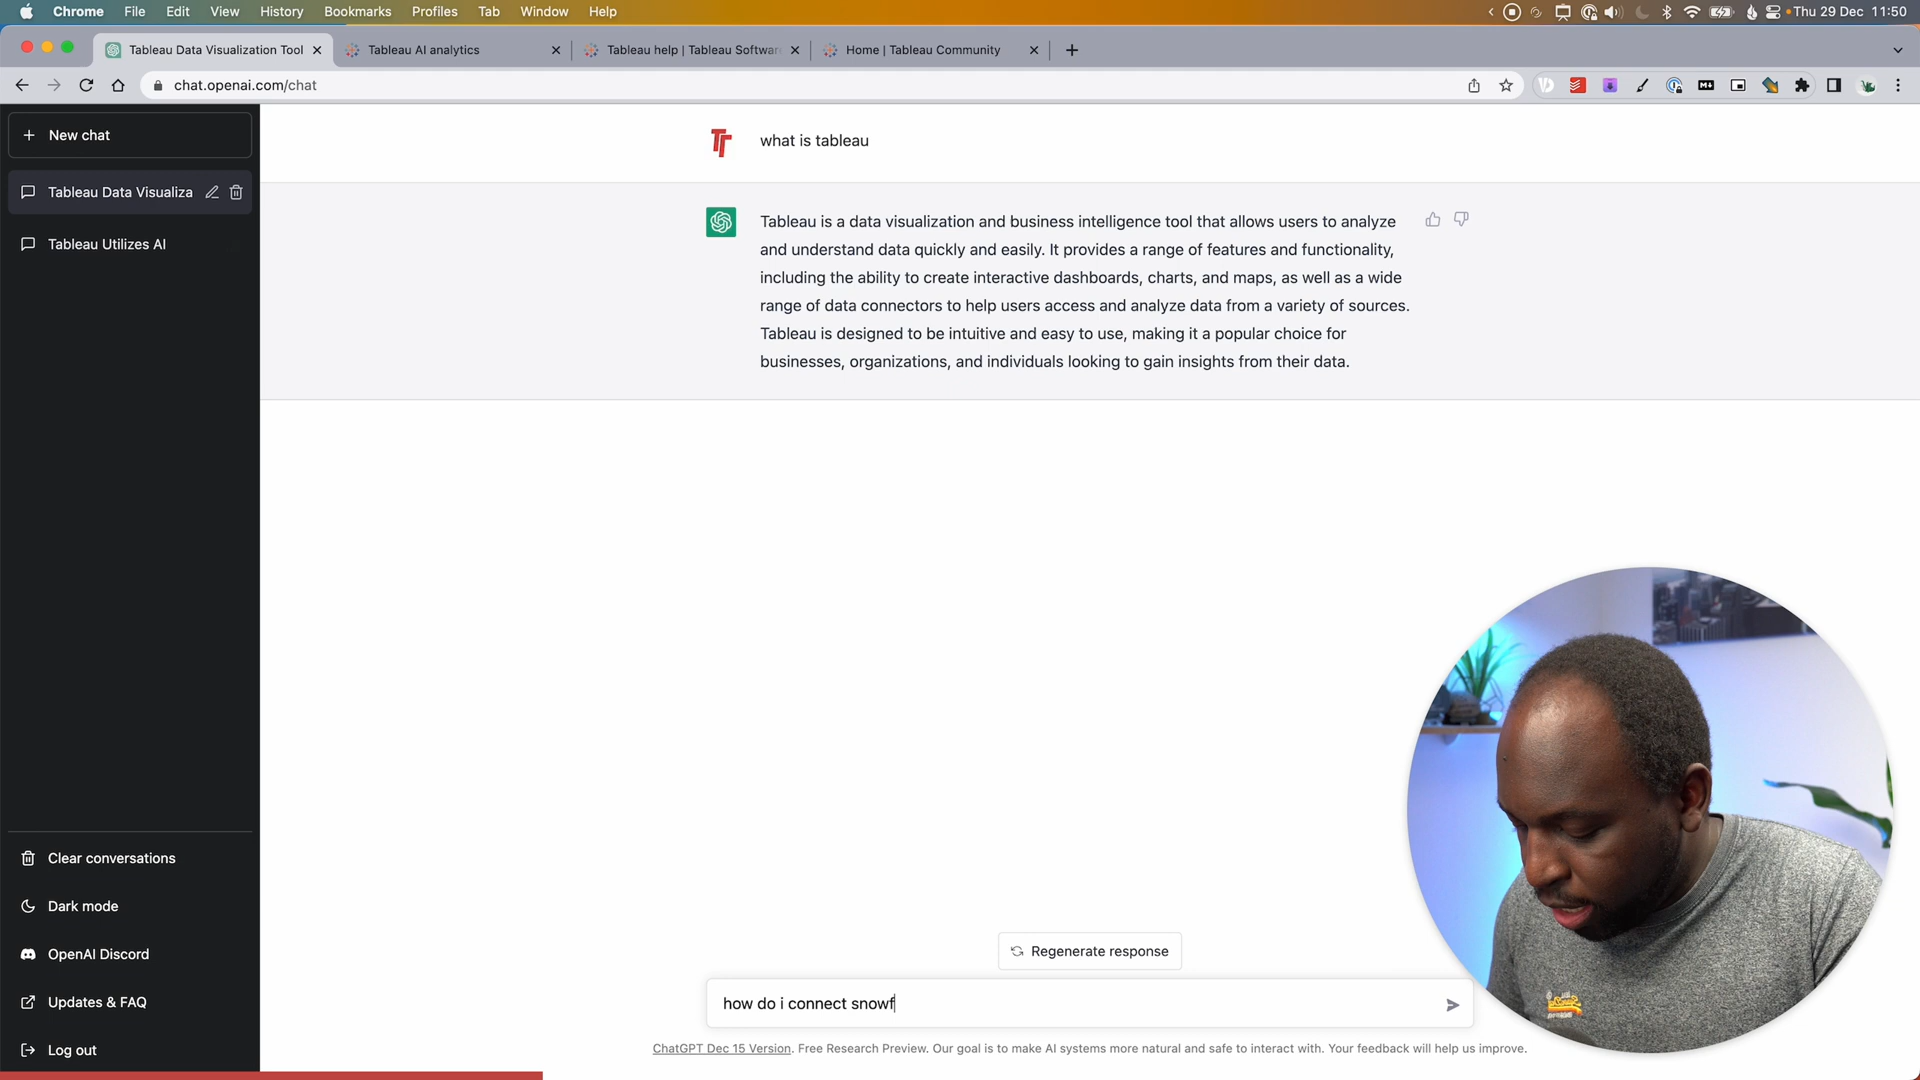 Chrome File Edit View History Bookmarks Profiles Tab Window Help
Thu 29 Dec 11:50
Tableau Data Visualization Tool
Tableau AI analytics
Tableau help | Tableau Softwar
Home | Tableau Community
chat.openai.com/chat
New chat
Tableau Data Visualiza
Tableau Utilizes AI
what is tableau
Tableau is a data visualization and business intelligence tool that allows users to analyze
and understand data quickly and easily. It provides a range of features and functionality,
including the ability to create interactive dashboards, charts, and maps, as well as a wide
range of data connectors to help users access and analyze data from a variety of sources.
Tableau is designed to be intuitive and easy to use, making it a popular choice for
businesses, organizations, and individuals looking to gain insights from their data.
Clear conversations
Dark mode
OpenAI Discord
Updates & FAQ
Log out
Regenerate response
how do i connect snowf
ChatGPT Dec 15 Version. Free Research Preview. Our goal is to make AI systems more natural and safe to interact with. Your feedback will help us improve.